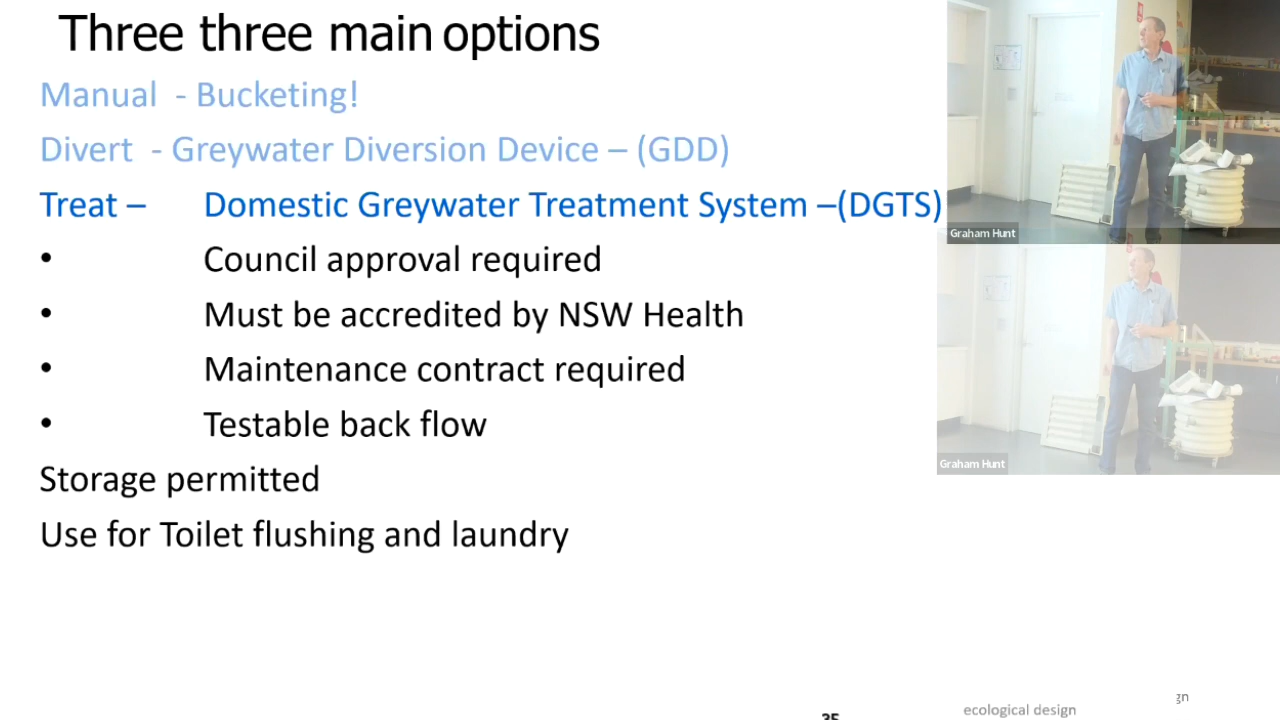 Three three main options
Manual - Bucketing!
Divert - Greywater Diversion Device – (GDD)
Treat – Domestic Greywater Treatment System –(DGTS)
• Council approval required
• Must be accredited by NSW Health
• Maintenance contract required
• Testable back flow
Storage permitted
Use for Toilet flushing and laundry
Graham Hunt
Graham Hunt
35
ecological design
gn